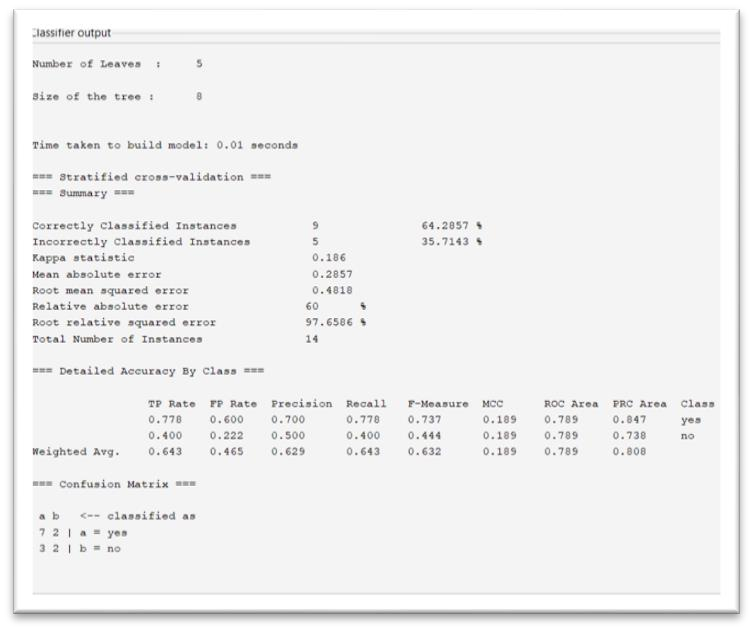 Classifier output
Number of Leaves : 5
Size of the tree : 8
Time taken to build model: 0.01 seconds
=== Stratified cross-validation ===
=== Summary ===
Correctly Classified Instances 9 64.2857 %
Incorrectly Classified Instances 5 35.7143 %
Kappa statistic 0.186
Mean absolute error 0.2857
Root mean squared error 0.4818
Relative absolute error 60 %
Root relative squared error 97.6586 %
Total Number of Instances 14
=== Detailed Accuracy By Class ===
TP Rate FP Rate Precision Recall F-Measure MCC ROC Area PRC Area Class
0.778 0.600 0.700 0.778 0.737 0.189 0.789 0.847 yes
0.400 0.222 0.500 0.400 0.444 0.189 0.789 0.738 no
Weighted Avg. 0.643 0.465 0.629 0.643 0.632 0.189 0.789 0.808
=== Confusion Matrix ===
a b <-- classified as
7 2 | a = yes
3 2 | b = no